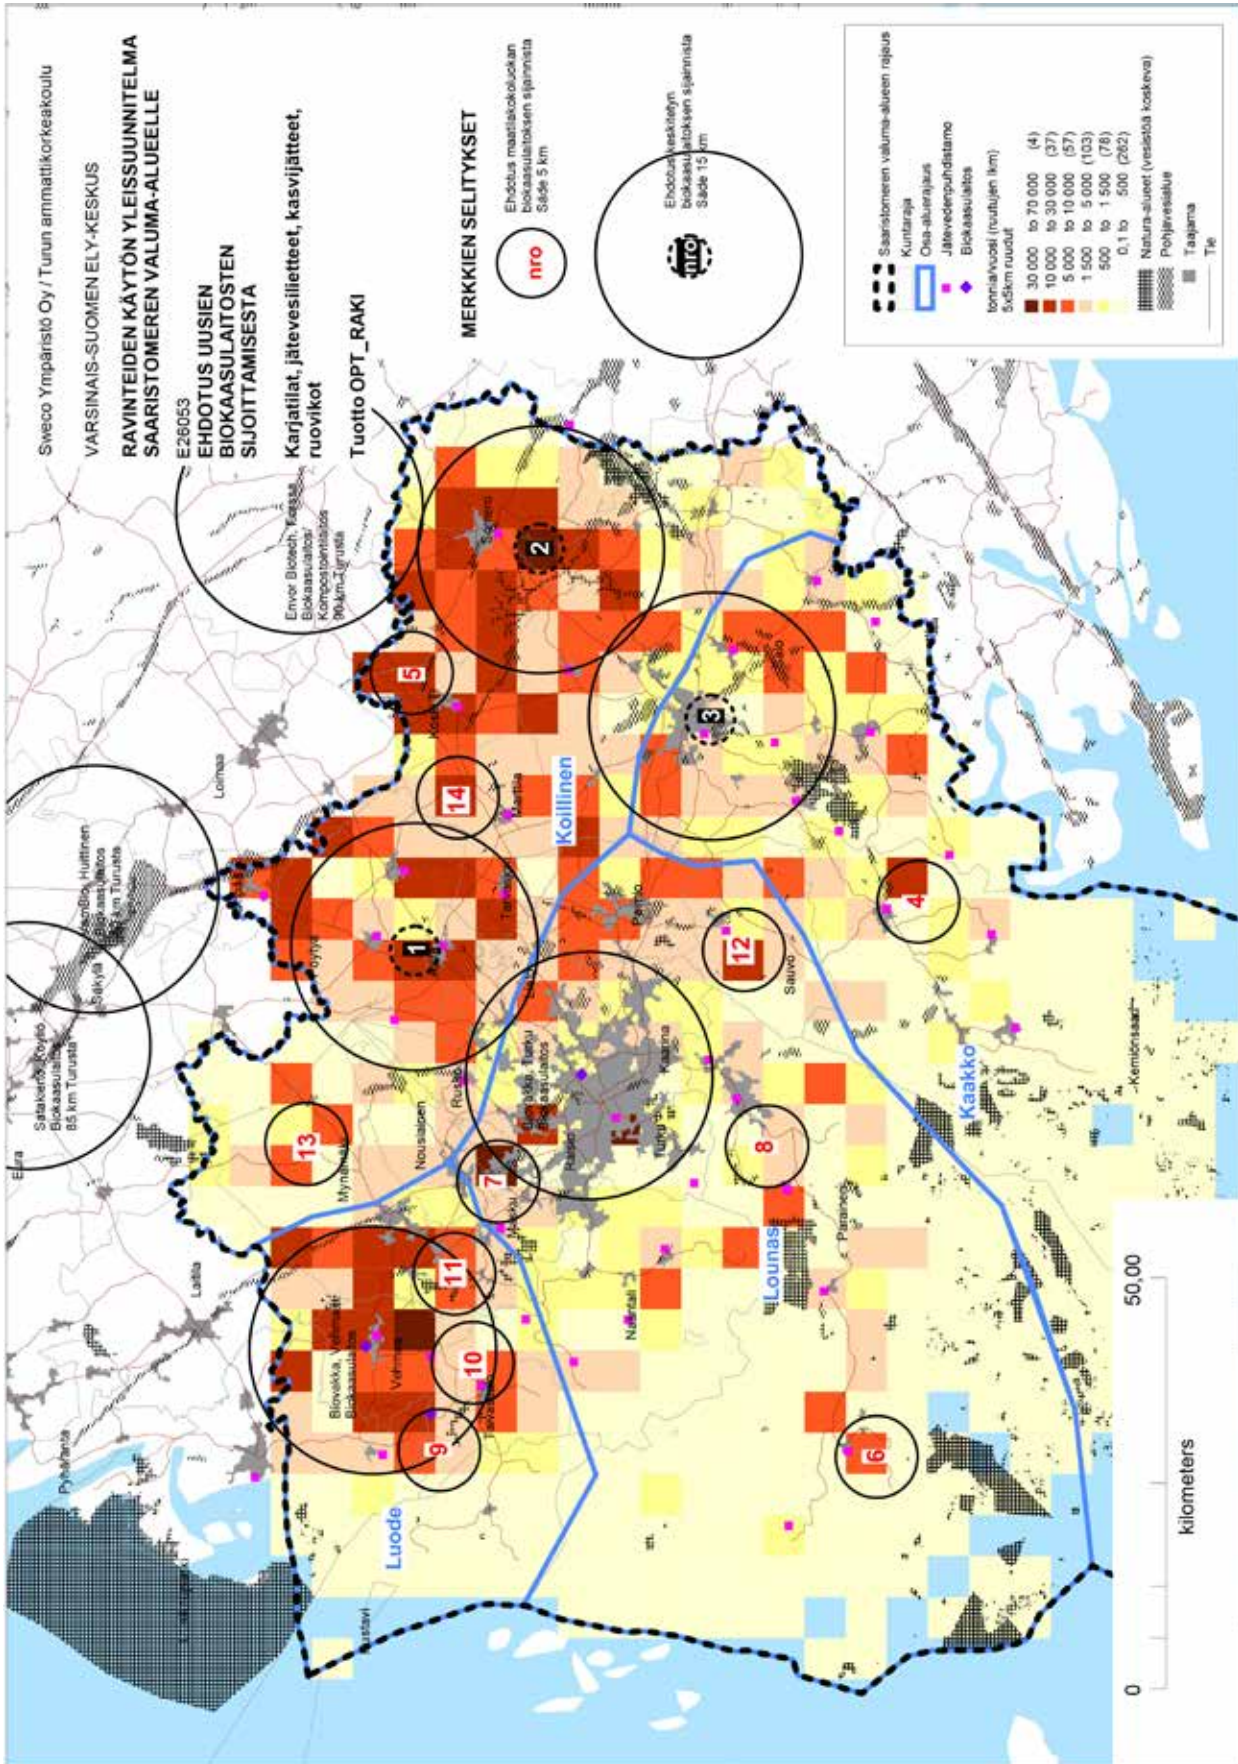 Sweco Ympäristö Oy / Turun ammattikorkeakoulu
VARSINAIS-SUOMEN ELY-KESKUS
RAVINTEIDEN KÄYTÖN YLEISSUUNNITELMA
SAARISTOMEREN VALUMA-ALUEELLE
E26053
EHDOTUS UUSIEN
BIOKAASULAITOSTEN
SIJOITTAMISESTA
Karjatilat, jätevesilietteet, kasvijätteet,
ruovikot
Tuotto OPT_RAKI
MERKKIEN SELITYKSET
nro
Ehdotus maatilakokoluokan
biokaasulaitoksen sijainnista
Säde 5 km
nro
Ehdotus keskitetyn
biokaasulaitoksen sijainnista
Säde 15 km
Saaristomeren valuma-alueen rajaus
Kuntaraja
Osa-aluerajaus
Jätevedenpuhdistamo
Biokaasulaitos
tonnia/vuosi (ruutujen lkm)
5x5km ruudut
30 000 to 70 000 (4)
10 000 to 30 000 (37)
5 000 to 10 000 (57)
1 500 to 5 000 (103)
500 to 1 500 (78)
0,1 to 500 (262)
Natura-alueet (vesistöä koskeva)
Pohjavesialue
Taajama
Tie
Envor Biotech, Forssa
Biokaasulaitos/
Kompostointilaitos
90 km Turusta
Satakierto, Köyliö
Biokaasulaitos
85 km Turusta
Huittinen
Biokaasulaitos
km Turusta
Biovakka, Vehmaa
Biokaasulaitos
Turku
Biokaasulaitos
Pyhäranta
Laitila
Eura
Säkylä
Loimaa
Somero
Mynämäki
Nousiainen
Rusko
Vehmaa
Raisio
Kaarina
Naantali
Parainen
Paimio
Sauvo
Salo
Marttila
Kustavi
Kemiönsaari
Luode
Koillinen
Lounas
Kaakko
1
2
3
4
5
6
7
8
9
10
11
12
13
14
0
50,00
kilometers